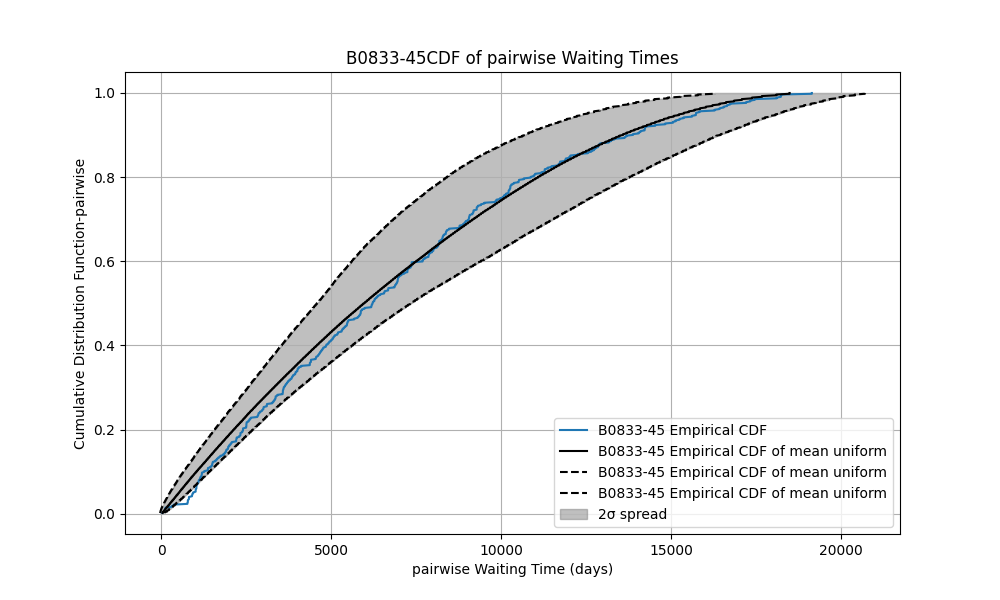 B0833-45CDF of pairwise Waiting Times
Cumulative Distribution Function-pairwise
1.0
0.8
0.6
0.4
0.2
0.0
B0833-45 Empirical CDF
B0833-45 Empirical CDF of mean uniform
B0833-45 Empirical CDF of mean uniform
B0833-45 Empirical CDF of mean uniform
2σ spread
0 5000 10000 15000 20000
pairwise Waiting Time (days)